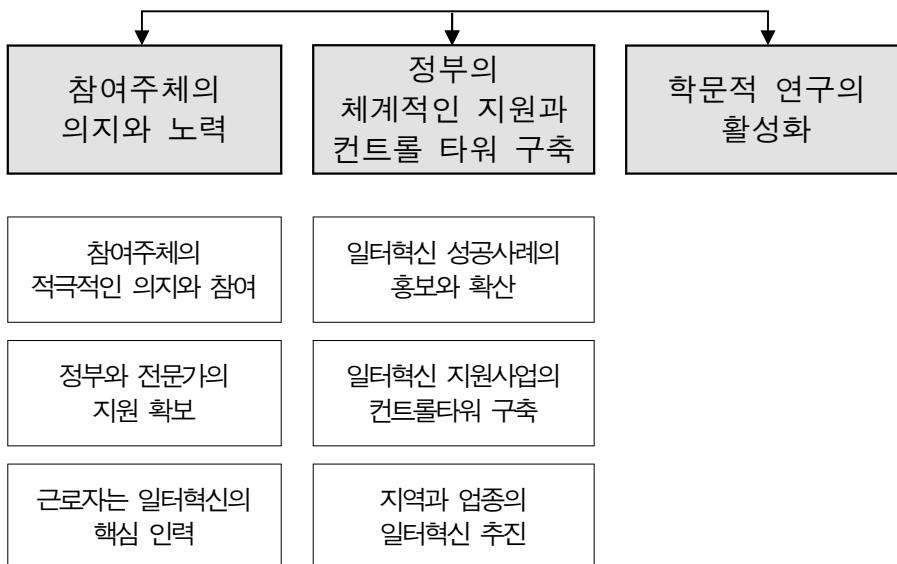 참여주체의
의지와 노력
정부의
체계적인 지원과
컨트롤 타워 구축
학문적 연구의
활성화
참여주체의
적극적인 의지와 참여
일터혁신 성공사례의
홍보와 확산
정부와 전문가의
지원 확보
일터혁신 지원사업의
컨트롤타워 구축
근로자는 일터혁신의
핵심 인력
지역과 업종의
일터혁신 추진